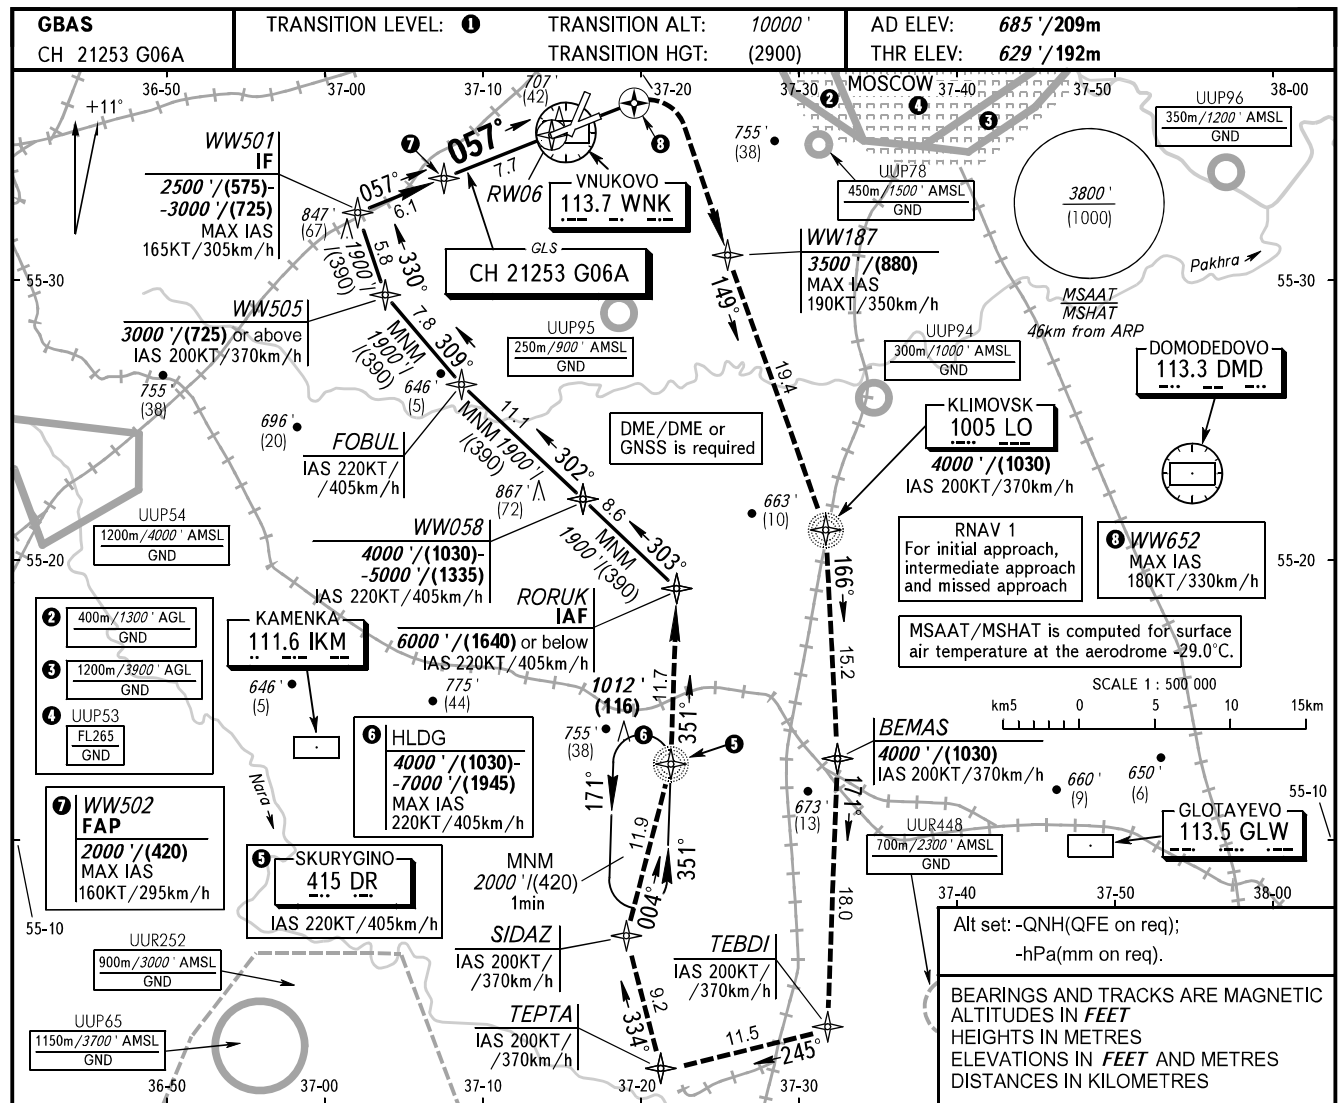 GBAS
CH 21253 G06A
TRANSITION LEVEL: ❶
TRANSITION ALT: 10000 '
TRANSITION HGT: (2900)
AD ELEV: 685 '/209m
THR ELEV: 629 '/192m
36-50
37-00
37-10
37-20
37-30
37-40
37-50
38-00
+11°
707 '
(42)
MOSCOW
❷
❹
❸
UUP96
350m/1200 ' AMSL
GND
WW501
IF
2500 '/(575)-
-3000 '/(725)
MAX IAS
165KT/305km/h
847 '
(67)
❼
057°
6.1
057°
7.7
RW06
❽
VNUKOVO
113.7 WNK
755 '
(38)
UUP78
450m/1500 ' AMSL
GND
3800 '
(1000)
GLS
CH 21253 G06A
WW187
3500 '/(880)
MAX IAS
190KT/350km/h
Pakhra
MSAAT
MSHAT
46km from ARP
55-30
55-30
5.8
1900 '/
/(390)
330°
149°
WW505
3000 '/(725) or above
IAS 200KT/370km/h
7.8
309°
MNM
1900 '/
/(390)
UUP95
250m/900 ' AMSL
GND
UUP94
300m/1000 ' AMSL
GND
DOMODEDOVO
113.3 DMD
755 '
(38)
646 '
(5)
19.4
696 '
(20)
FOBUL
IAS 220KT/
/405km/h
11.1
302°
MNM 1900 '/
/(390)
DME/DME or
GNSS is required
KLIMOVSK
1005 LO
4000 '/(1030)
IAS 200KT/370km/h
867 '
(72)
663 '
(10)
UUP54
1200m/4000 ' AMSL
GND
WW058
4000 '/(1030)-
-5000 '/(1335)
IAS 220KT/405km/h
8.6
303°
MNM
1900 '/(390)
166°
RNAV 1
For initial approach,
intermediate approach
and missed approach
❽ WW652
MAX IAS
180KT/330km/h
55-20
55-20
❷ 400m/1300 ' AGL
GND
❸ 1200m/3900 ' AGL
GND
❹ UUP53
FL265
GND
KAMENKA
111.6 IKM
RORUK
IAF
6000 '/(1640) or below
IAS 220KT/405km/h
MSAAT/MSHAT is computed for surface
air temperature at the aerodrome -29.0°C.
646 '
(5)
775 '
(44)
1012 '
(116)
755 '
(38)
11.7
351°
15.2
SCALE 1 : 500 000
km5 0 5 10 15km
❻ HLDG
4000 '/(1030)-
-7000 '/(1945)
MAX IAS
220KT/405km/h
❻
❺
BEMAS
4000 '/(1030)
IAS 200KT/370km/h
Nara
171°
351°
11.9
004°
MNM
2000 '/(420)
1min
673 '
(13)
171°
660 '
(9)
650 '
(6)
55-10
❼ WW502
FAP
2000 '/(420)
MAX IAS
160KT/295km/h
GLOTAYEVO
113.5 GLW
UUR448
700m/2300 ' AMSL
GND
❺ SKURYGINO
415 DR
IAS 220KT/405km/h
18.0
37-40
37-50
38-00
55-10
UUR252
900m/3000 ' AMSL
GND
SIDAZ
IAS 200KT/
/370km/h
TEBDI
IAS 200KT/
/370km/h
Alt set: -QNH(QFE on req);
-hPa(mm on req).
9.2
334°
UUP65
1150m/3700 ' AMSL
GND
TEPTA
IAS 200KT/
/370km/h
11.5
245°
BEARINGS AND TRACKS ARE MAGNETIC
ALTITUDES IN FEET
HEIGHTS IN METRES
ELEVATIONS IN FEET AND METRES
DISTANCES IN KILOMETRES
36-50
37-00
37-10
37-20
37-30